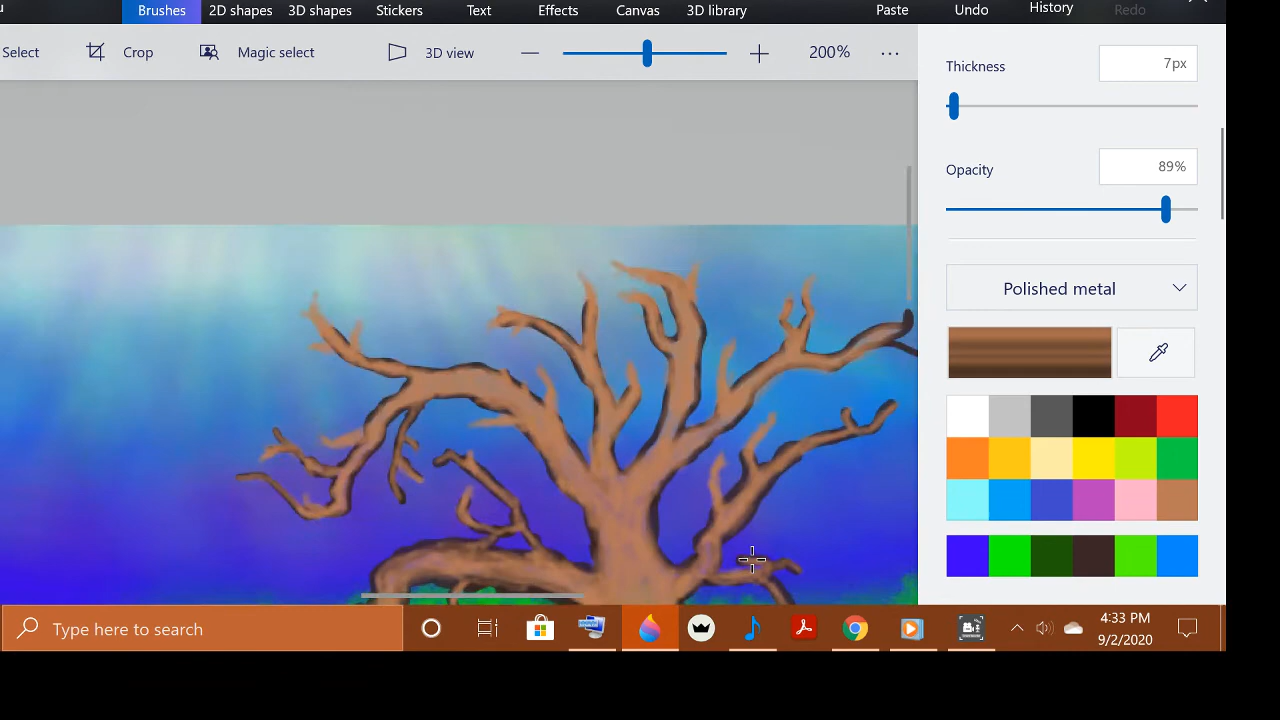 Brushes 2D shapes 3D shapes Stickers Text Effects Canvas 3D library Paste Undo History Redo
Select Crop Magic select 3D view 200%
Thickness 7px
Opacity 89%
Polished metal
Type here to search
4:33 PM
9/2/2020